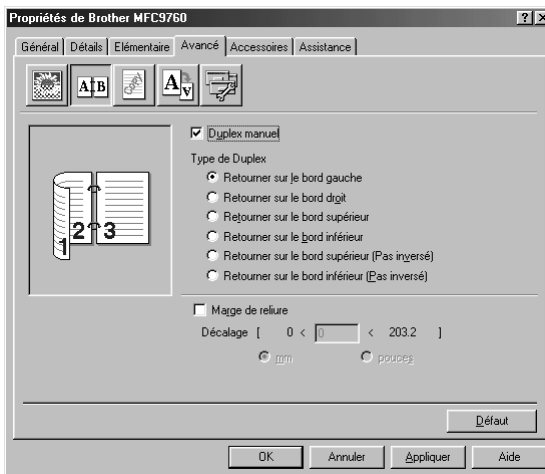 Propriétés de Brother MFC9760
Général Détails Elémentaire Avancé Accessoires Assistance
A B
Copy
A A
Duplex manuel
Type de Duplex
Retourner sur le bord gauche
Retourner sur le bord droit
Retourner sur le bord supérieur
Retourner sur le bord inférieur
Retourner sur le bord supérieur (Pas inversé)
Retourner sur le bord inférieur (Pas inversé)
1 2 3
Marge de reliure
Décalage [ 0 < 0 < 203.2 ]
mm pouces
Défaut
OK Annuler Appliquer Aide